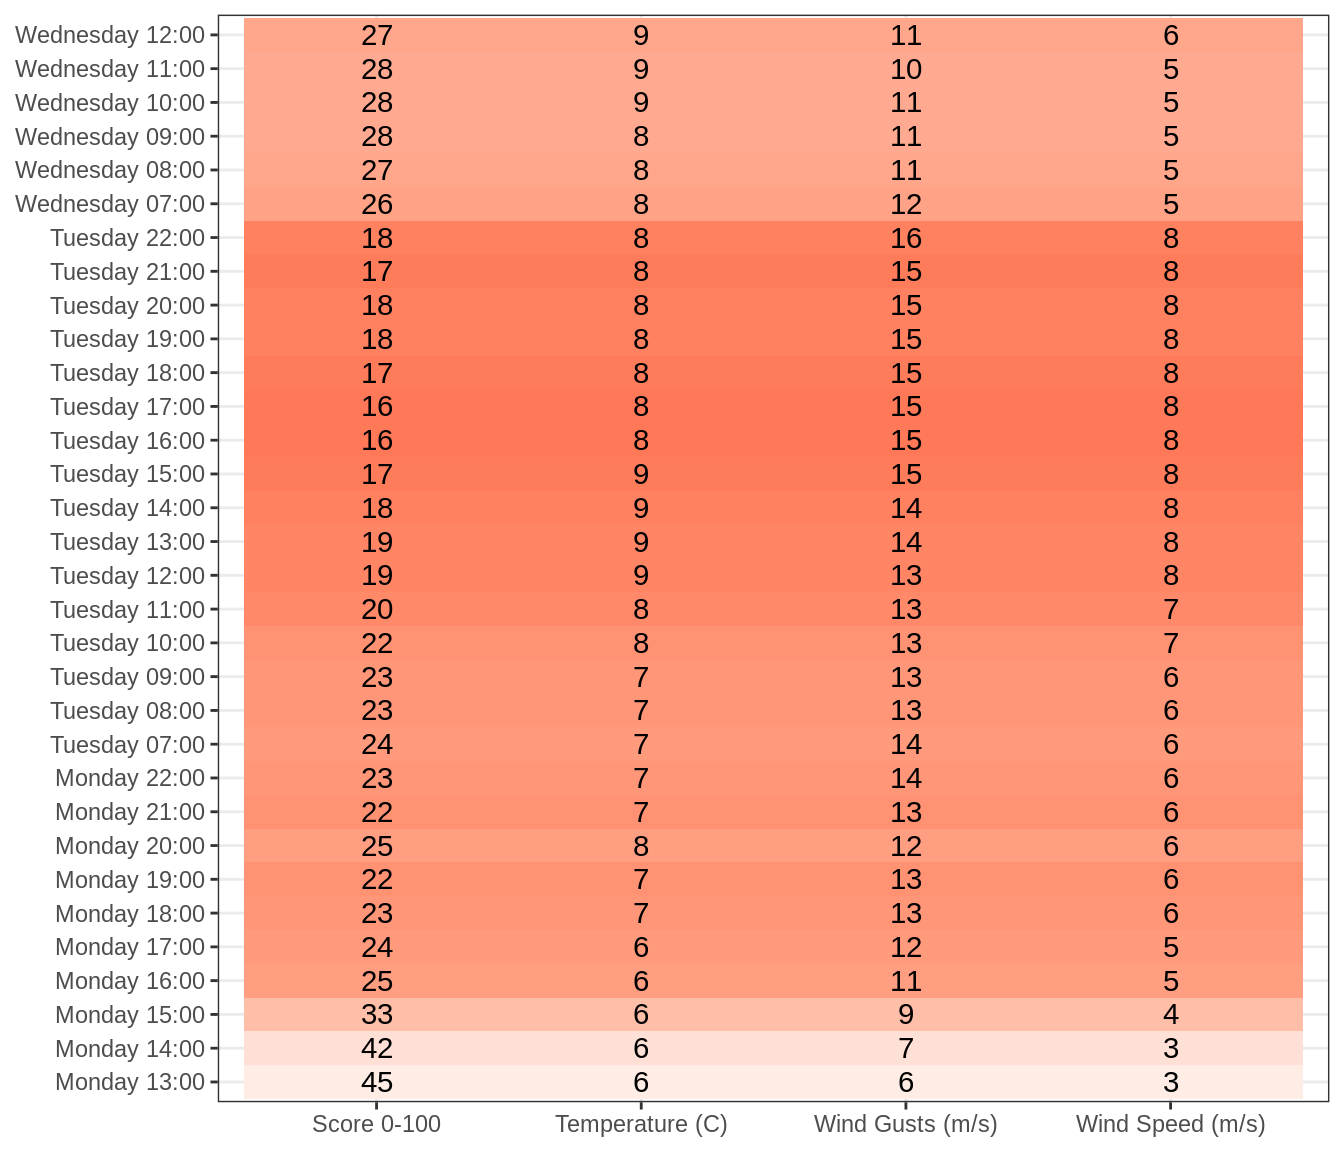 Wednesday 12:00 27 9 11 6
Wednesday 11:00 28 9 10 5
Wednesday 10:00 28 9 11 5
Wednesday 09:00 28 8 11 5
Wednesday 08:00 27 8 11 5
Wednesday 07:00 26 8 12 5
Tuesday 22:00 18 8 16 8
Tuesday 21:00 17 8 15 8
Tuesday 20:00 18 8 15 8
Tuesday 19:00 18 8 15 8
Tuesday 18:00 17 8 15 8
Tuesday 17:00 16 8 15 8
Tuesday 16:00 16 8 15 8
Tuesday 15:00 17 9 15 8
Tuesday 14:00 18 9 14 8
Tuesday 13:00 19 9 14 8
Tuesday 12:00 19 9 13 8
Tuesday 11:00 20 8 13 7
Tuesday 10:00 22 8 13 7
Tuesday 09:00 23 7 13 6
Tuesday 08:00 23 7 13 6
Tuesday 07:00 24 7 14 6
Monday 22:00 23 7 14 6
Monday 21:00 22 7 13 6
Monday 20:00 25 8 12 6
Monday 19:00 22 7 13 6
Monday 18:00 23 7 13 6
Monday 17:00 24 6 12 5
Monday 16:00 25 6 11 5
Monday 15:00 33 6 9 4
Monday 14:00 42 6 7 3
Monday 13:00 45 6 6 3
Score 0-100 Temperature (C) Wind Gusts (m/s) Wind Speed (m/s)